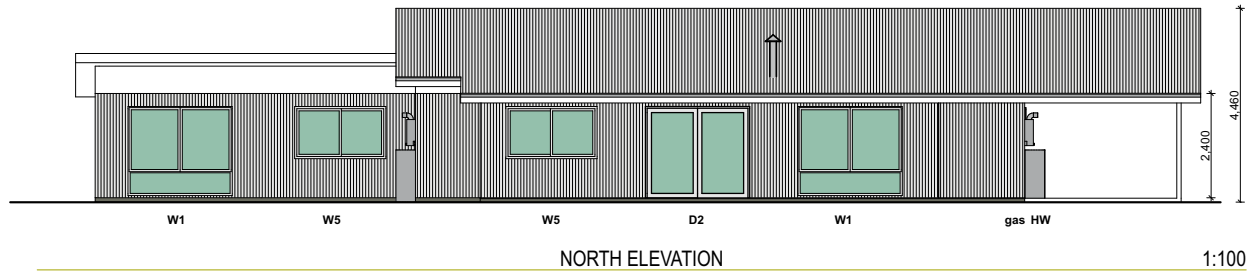 4,460
2,400
W1 W5 W5 D2 W1 gas HW
NORTH ELEVATION 1:100